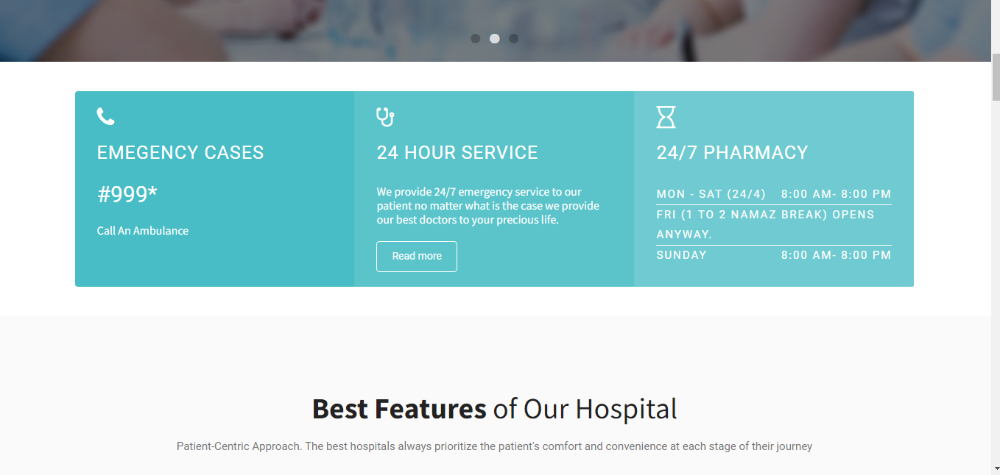 EMEGENCY CASES
#999*
Call An Ambulance
24 HOUR SERVICE
We provide 24/7 emergency service to our
patient no matter what is the case we provide
our best doctors to your precious life.
Read more
24/7 PHARMACY
MON - SAT (24/4) 8:00 AM- 8:00 PM
FRI (1 TO 2 NAMAZ BREAK) OPENS
ANYWAY.
SUNDAY 8:00 AM- 8:00 PM
Best Features of Our Hospital
Patient-Centric Approach. The best hospitals always prioritize the patient's comfort and convenience at each stage of their journey